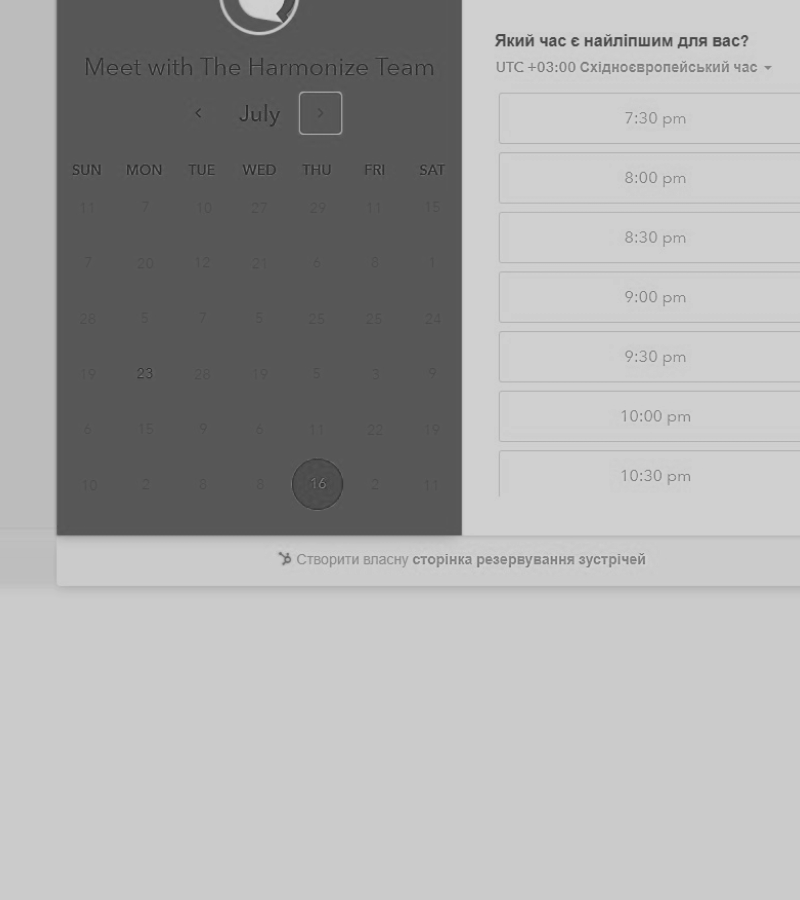 Meet with The Harmonize Team
July
SUN MON TUE WED THU FRI SAT
11 7 10 27 29 11 15
7 20 12 21 6 8 1
28 5 7 5 25 25 24
19 23 28 19 5 3 9
6 15 9 6 11 22 19
10 2 8 8 16 2 11
Який час є найліпшим для вас?
UTC +03:00 Східноєвропейський час
7:30 pm
8:00 pm
8:30 pm
9:00 pm
9:30 pm
10:00 pm
10:30 pm
Створити власну сторінка резервування зустрічей